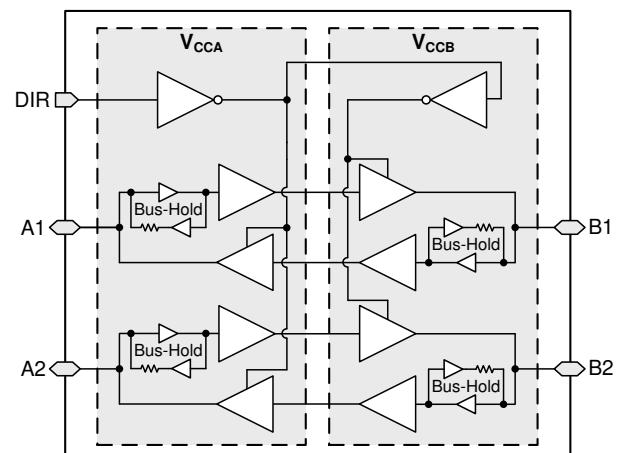 VCCA
VCCB
DIR
Bus-Hold
A1
B1
Bus-Hold
Bus-Hold
A2
B2
Bus-Hold